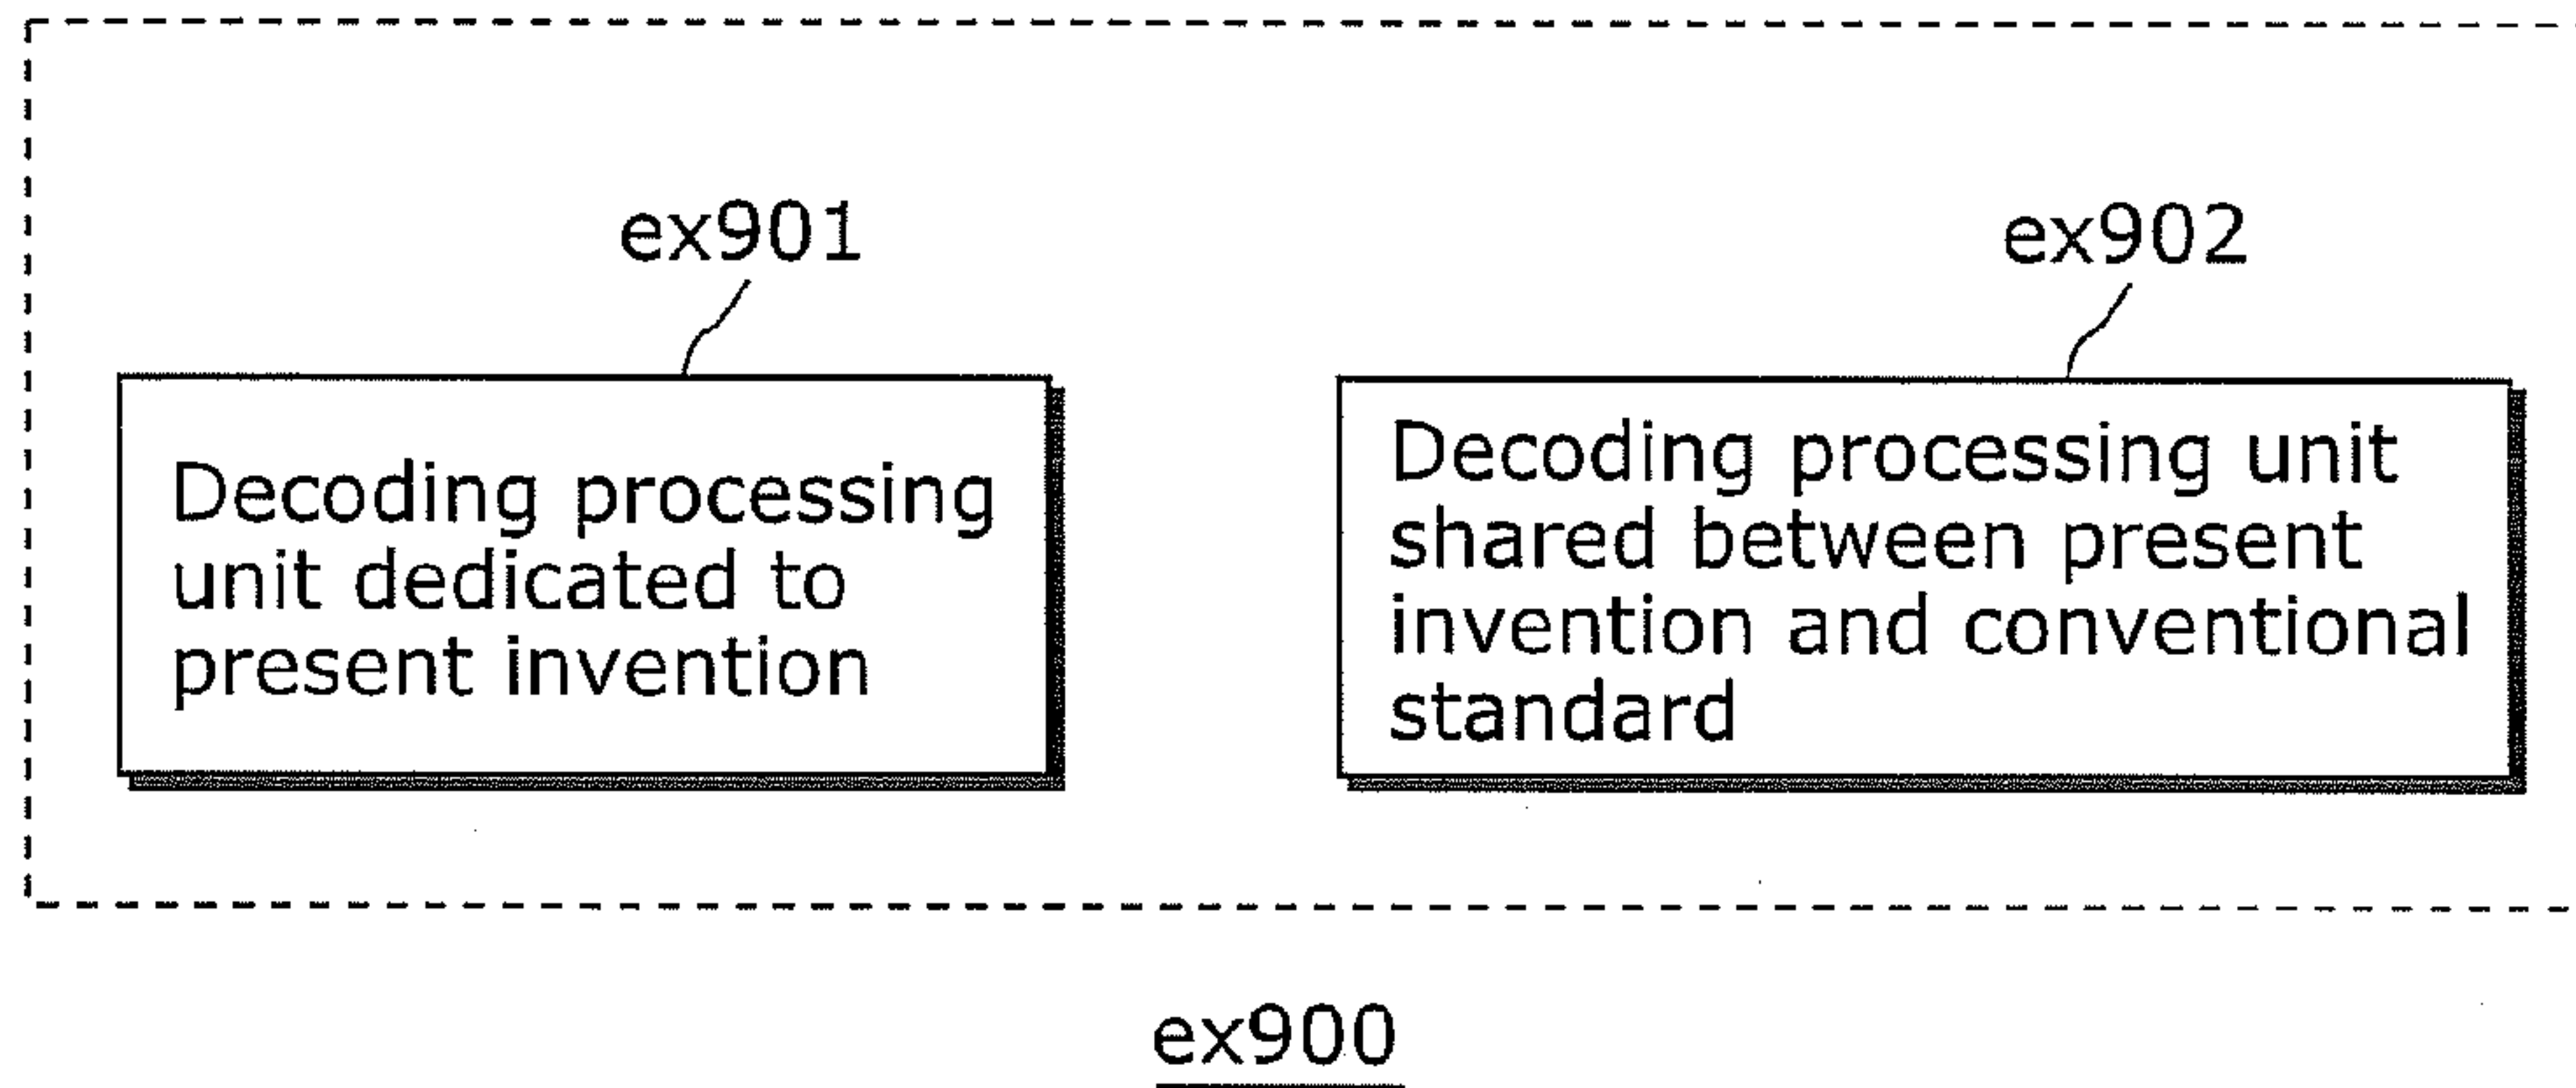 ex901
ex902
Decoding processing
unit dedicated to
present invention
Decoding processing unit
shared between present
invention and conventional
standard
ex900